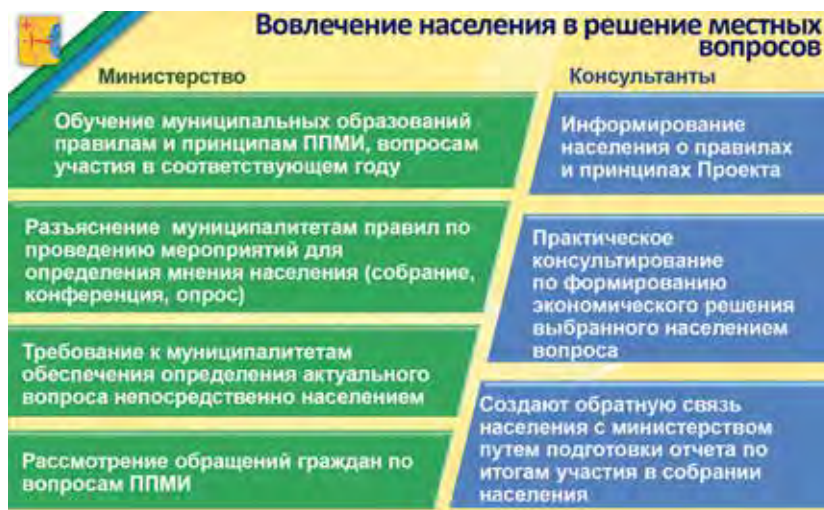 Вовлечение населения в решение местных
вопросов
Министерство
Обучение муниципальных образований
правилам и принципам ППМИ, вопросам
участия в соответствующем году
Разъяснение муниципалитетам правил по
проведению мероприятий для
определения мнения населения (собрание,
конференция, опрос)
Требование к муниципалитетам
обеспечения определения актуального
вопроса непосредственно населением
Рассмотрение обращений граждан по
вопросам ППМИ
Консультанты
Информирование
населения о правилах
и принципах Проекта
Практическое
консультирование
по формированию
экономического решения
выбранного населением
вопроса
Создают обратную связь
населения с министерством
путем подготовки отчета по
итогам участия в собрании
населения